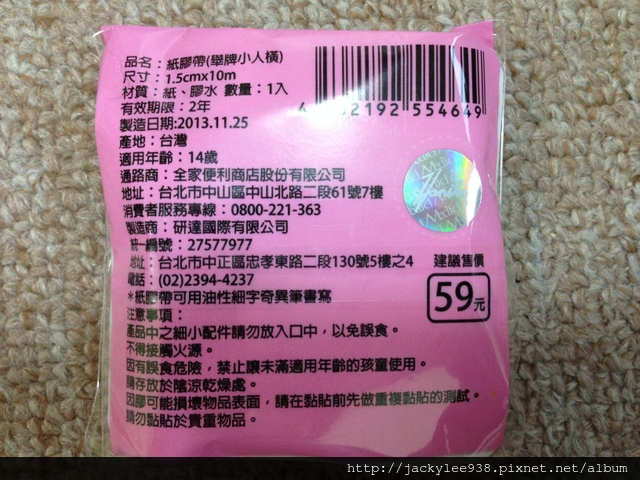 品名：紙膠帶(舉牌小人橫)
尺寸：1.5cmx10m
材質：紙、膠水 數量：1入
有效期限：2年
製造日期:2013.11.25
產地：台灣
適用年齡：14歲
通路商：全家便利商店股份有限公司
地址：台北市中山區中山北路二段61號7樓
消費者服務專線：0800-221-363
製造商：研達國際有限公司
統一編號：27577977
地址：台北市中正區忠孝東路二段130號5樓之4
電話：(02)2394-4237
＊紙膠帶可用油性細字奇異筆書寫
注意事項：
產品中之細小配件請勿放入口中，以免誤食。
不得接觸火源。
因有誤食危險，禁止讓未滿適用年齡的孩童使用。
請存放於陰涼乾燥處。
因膠可能損壞物品表面，請在黏貼前先做重複黏貼的測試。
請勿黏貼於貴重物品。
192 554649
建議售價
59元
http://jackylee938.pixnet.net/album